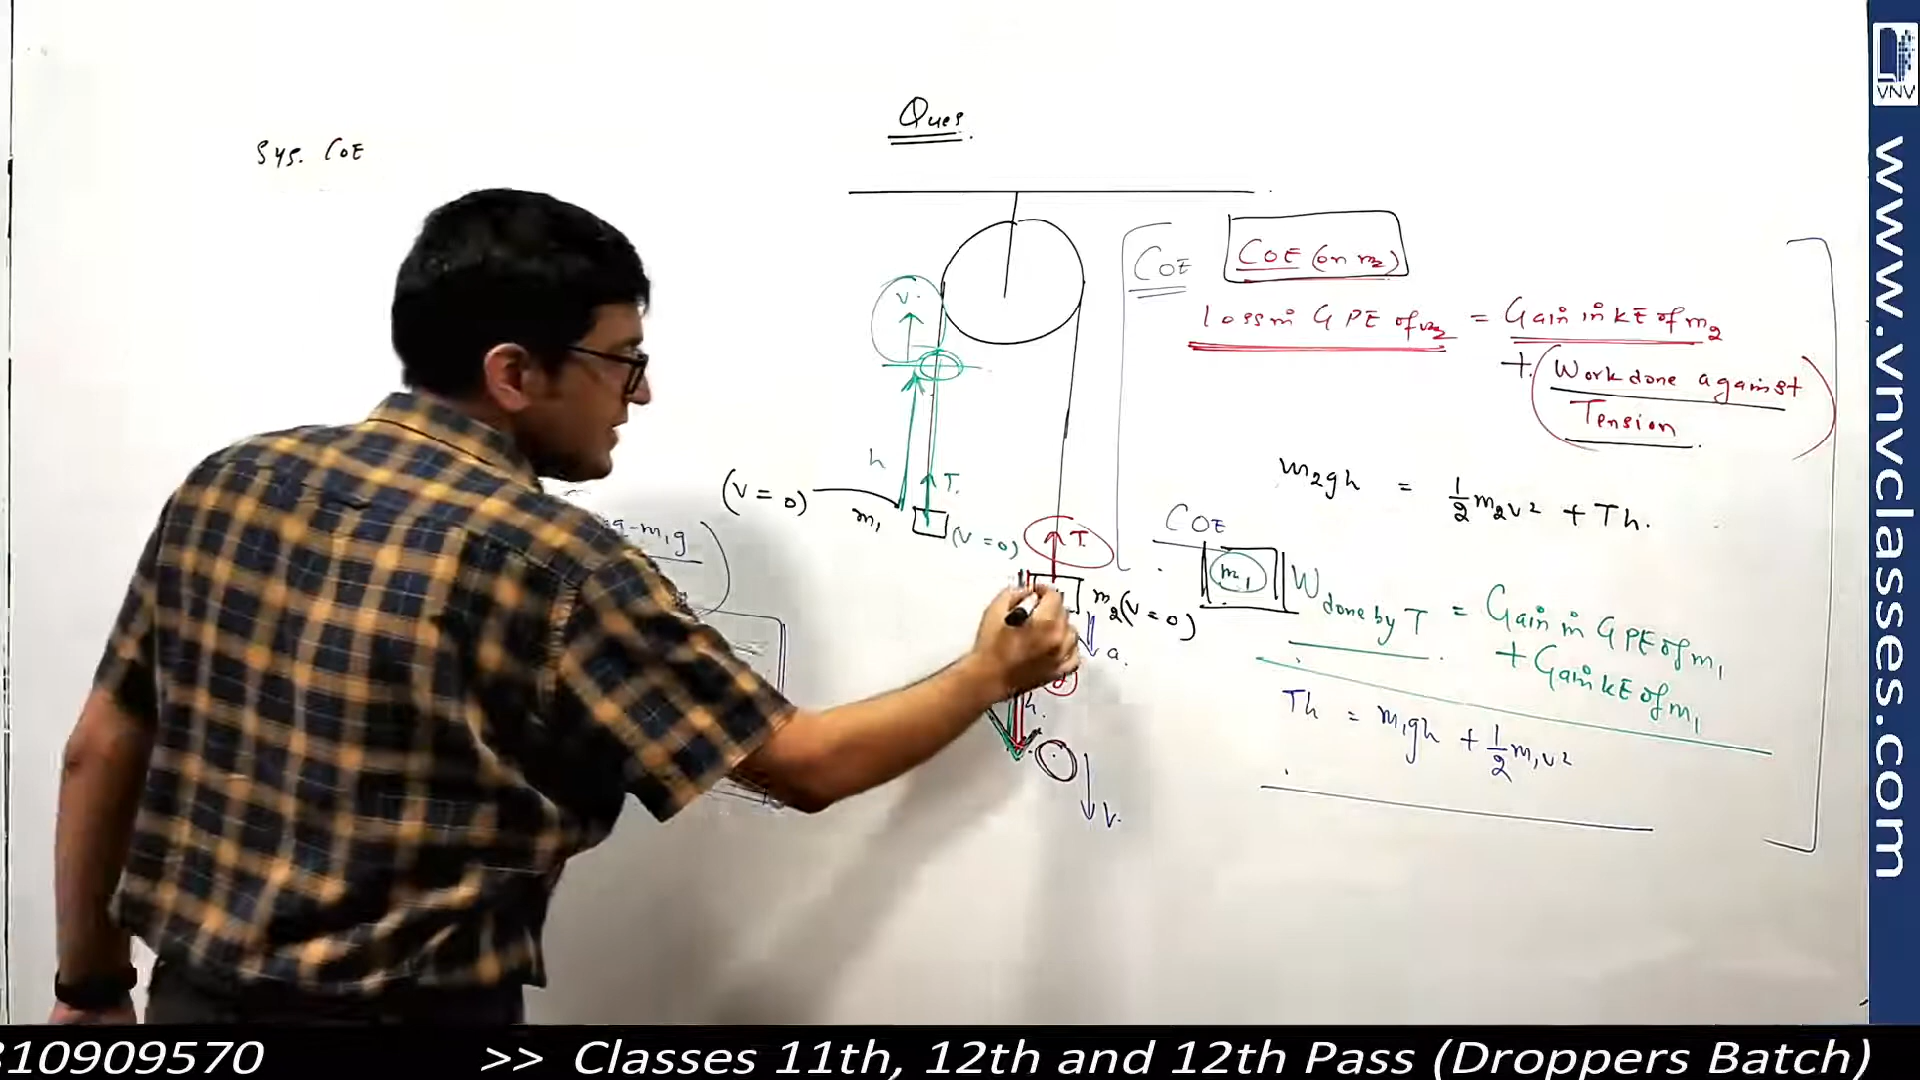 Ques.
Sys. COE
COE
COE (on m2)
Loss in GPE of m2 = Gain in KE of m2
+ (Work done against
Tension)
v.
h
T.
(v = 0)
m1
(v = 0)
T.
m2 (v = 0)
a.
h.
v.
-m1g
m2gh = 1/2 m2v² + Th.
COE
m1
W done by T = Gain in GPE of m1
+ Gain KE of m1
Th = m1gh + 1/2 m1v²
VNV
www.vnvclasses.com
310909570 >> Classes 11th, 12th and 12th Pass (Droppers Batch)